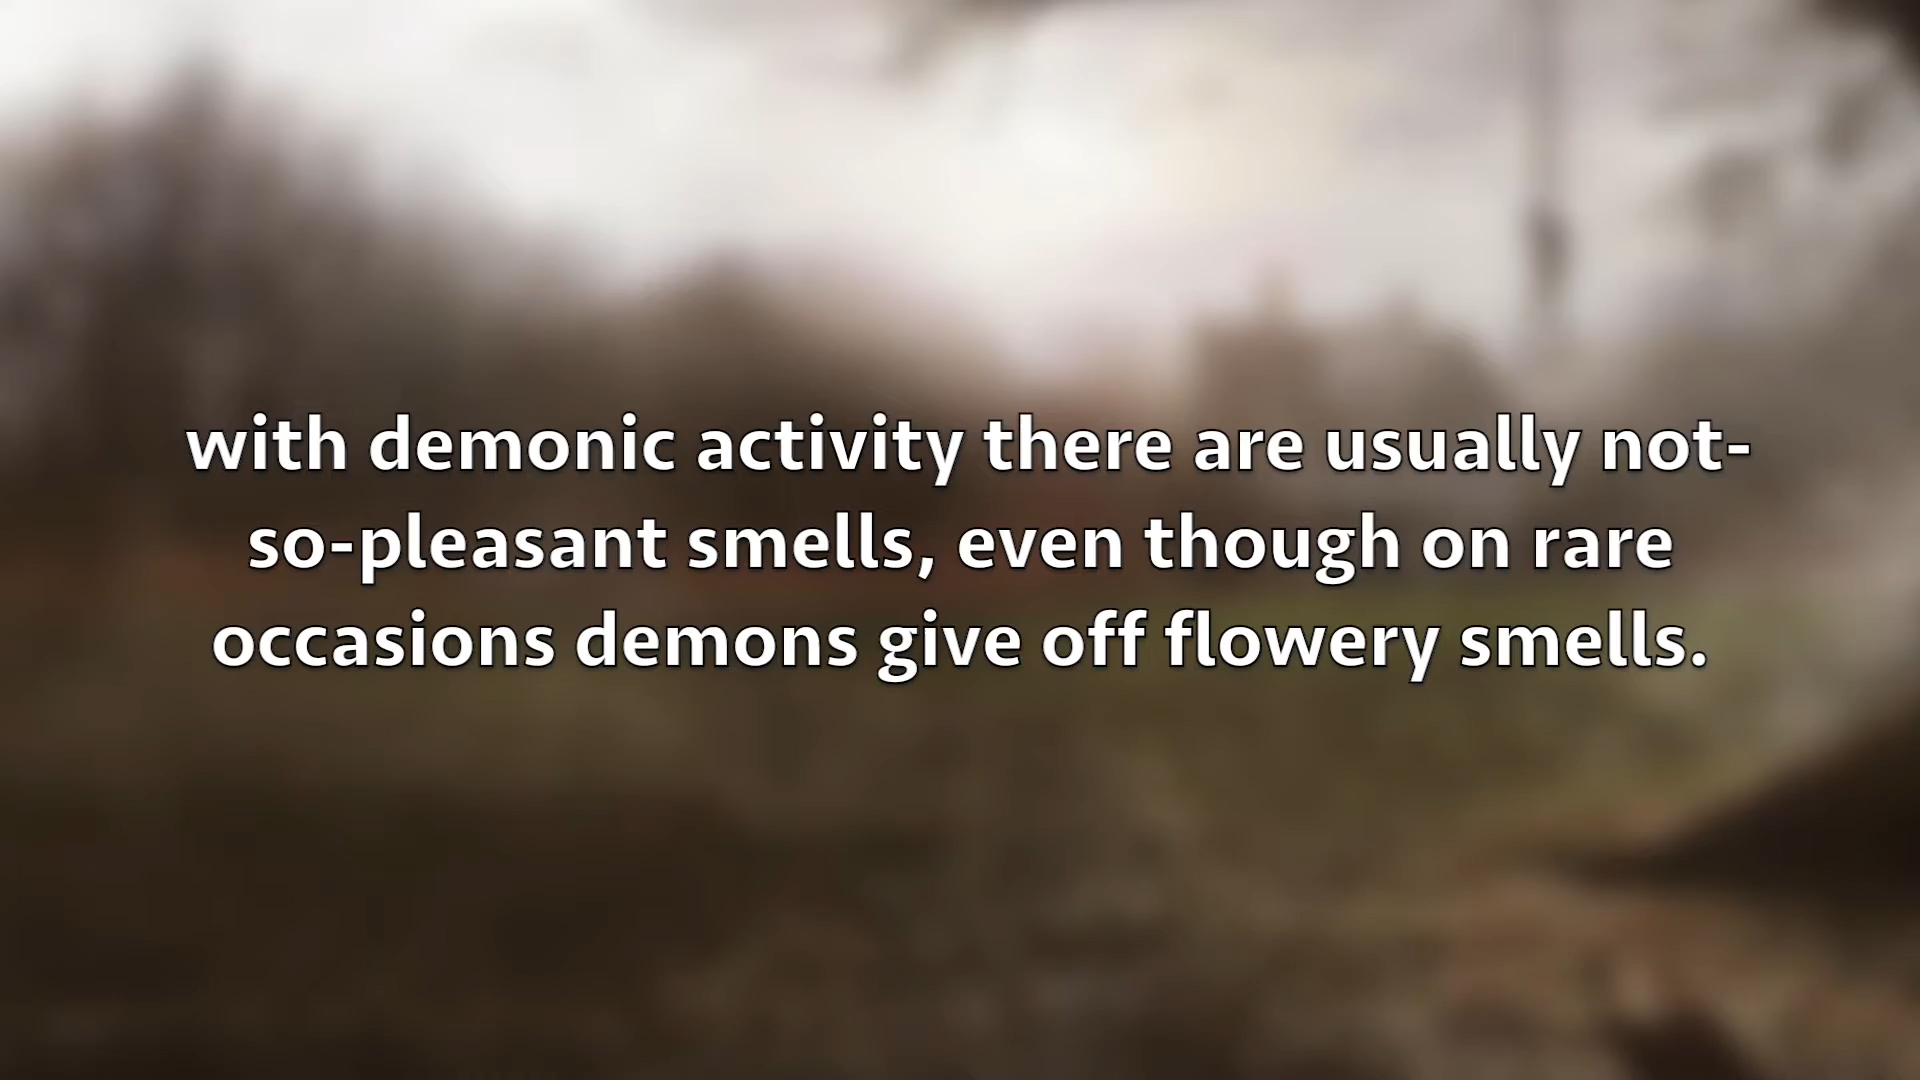 with demonic activity there are usually not-
so-pleasant smells, even though on rare
occasions demons give off flowery smells.